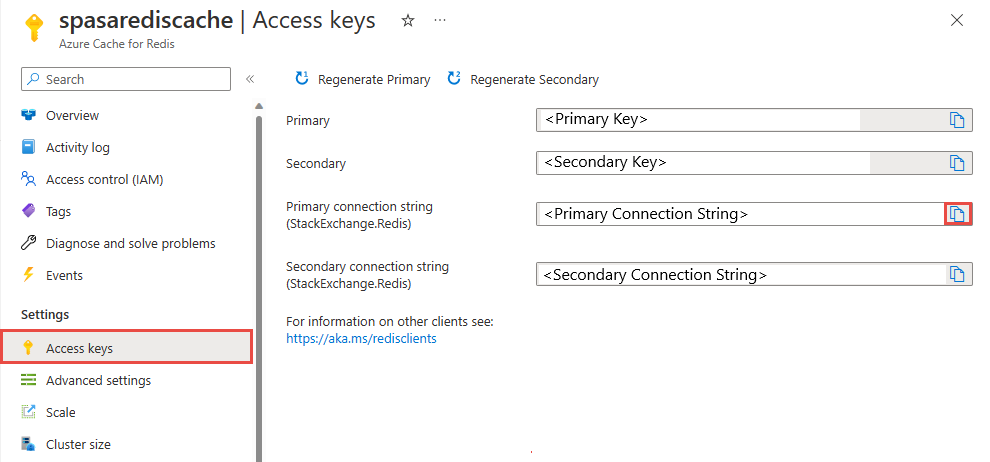 spasarediscache | Access keys
Azure Cache for Redis
Search
Overview
Activity log
Access control (IAM)
Tags
Diagnose and solve problems
Events
Settings
Access keys
Advanced settings
Scale
Cluster size
Regenerate Primary
Regenerate Secondary
Primary
<Primary Key>
Secondary
<Secondary Key>
Primary connection string
(StackExchange.Redis)
<Primary Connection String>
Secondary connection string
(StackExchange.Redis)
<Secondary Connection String>
For information on other clients see:
https://aka.ms/redisclients